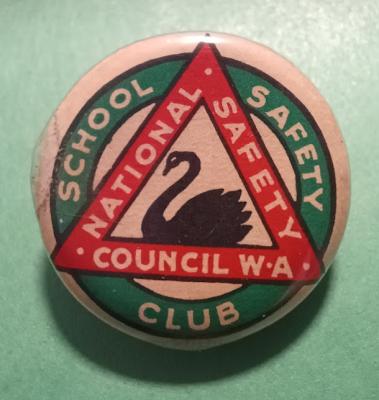 SCHOOL SAFETY CLUB
· NATIONAL · SAFETY · COUNCIL W·A ·